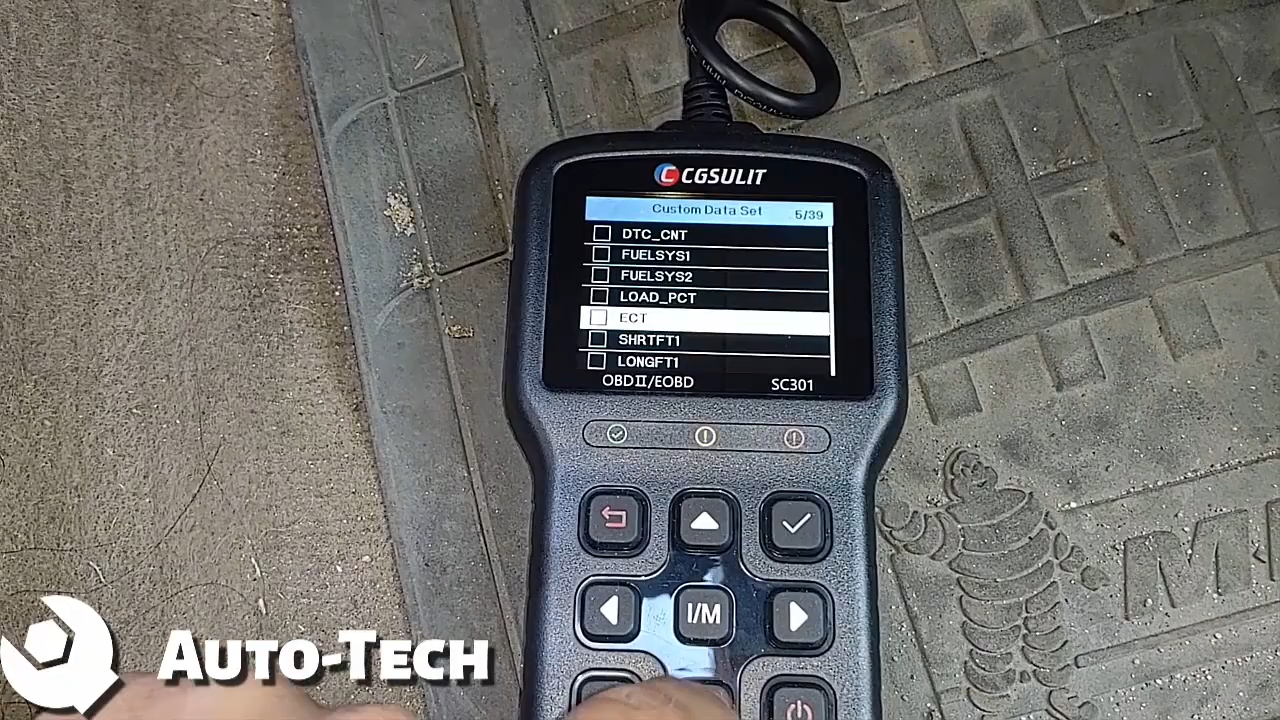 CGSULIT
Custom Data Set 5/39
DTC_CNT
FUELSYS1
FUELSYS2
LOAD_PCT
ECT
SHRTFT1
LONGFT1
OBDII/EOBD SC301
I/M
AUTO-TECH